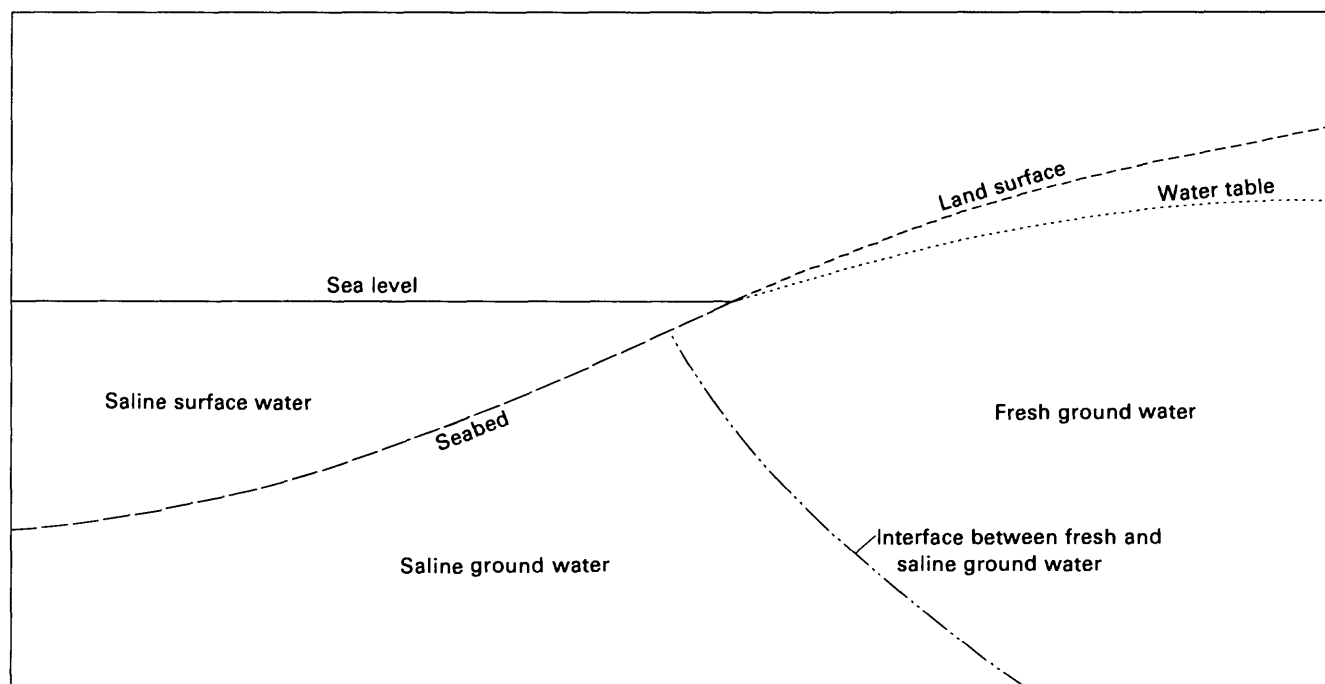 Land surface
Water table
Sea level
Saline surface water
Fresh ground water
Seabed
Interface between fresh and
saline ground water
Saline ground water